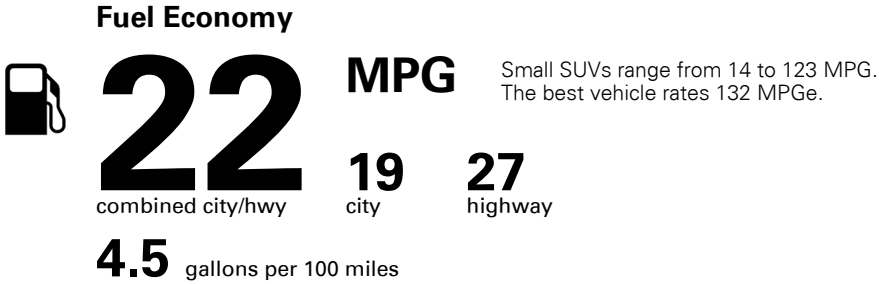 Fuel Economy
22
MPG
Small SUVs range from 14 to 123 MPG.
The best vehicle rates 132 MPGe.
19
27
combined city/hwy
city
highway
4.5 gallons per 100 miles